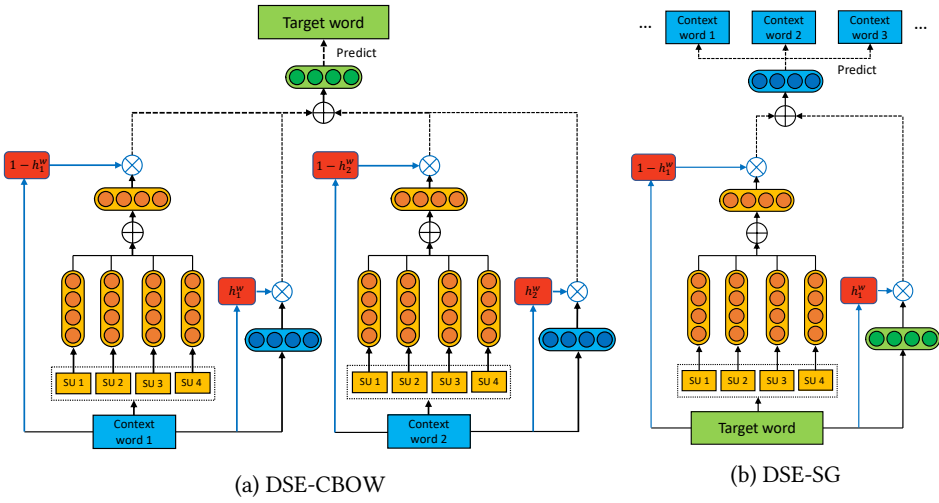 Target word
Predict
1 − h₁ʷ
1 − h₂ʷ
h₁ʷ
h₂ʷ
SU 1 SU 2 SU 3 SU 4
SU 1 SU 2 SU 3 SU 4
Context
word 1
Context
word 2
(a) DSE-CBOW
... Context
word 1
Context
word 2
Context
word 3 ...
Predict
1 − h₁ʷ
h₁ʷ
SU 1 SU 2 SU 3 SU 4
Target word
(b) DSE-SG